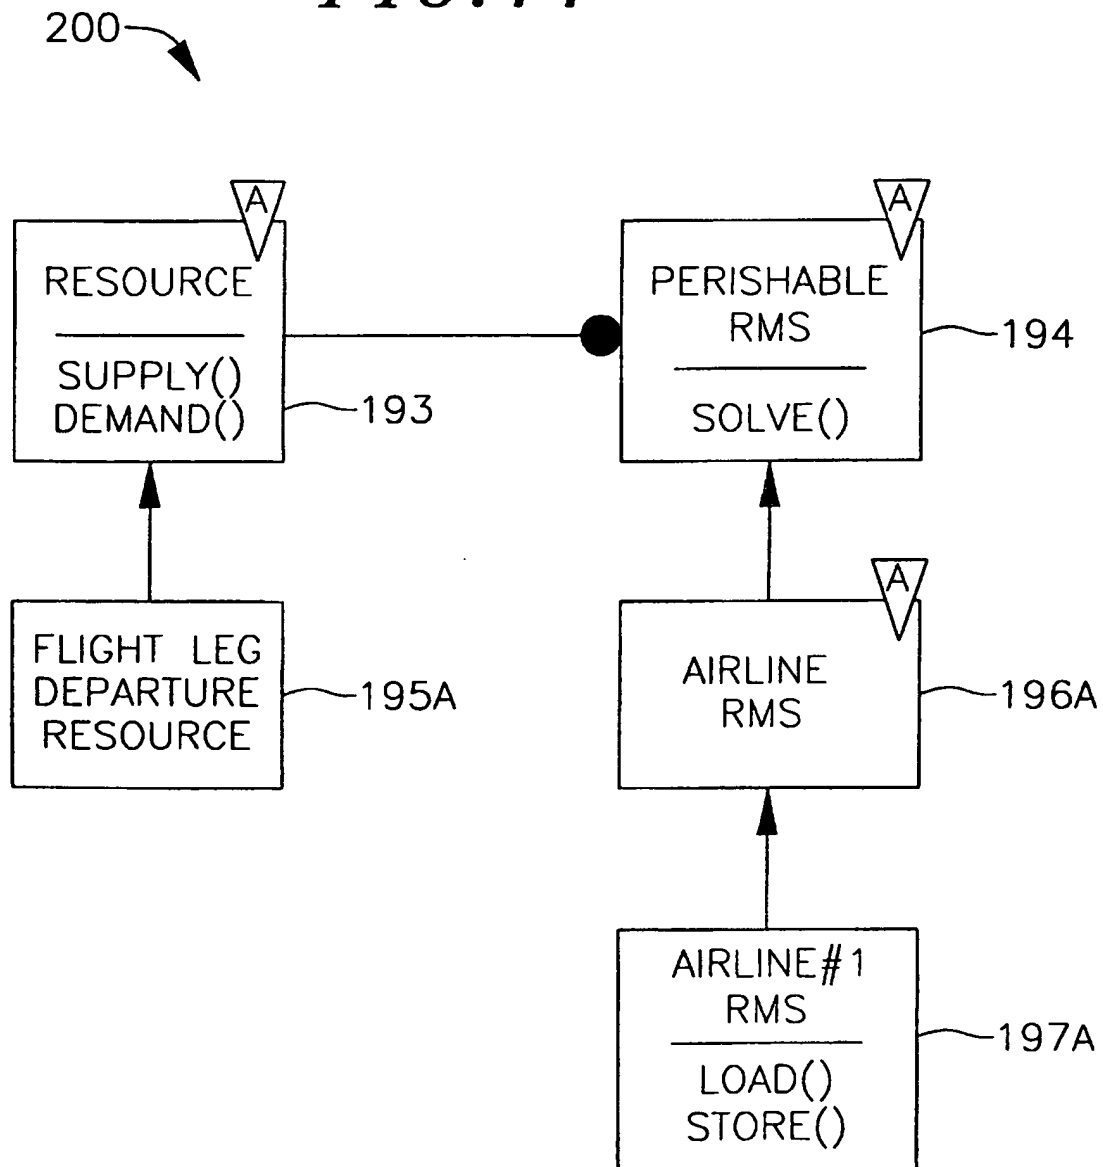 200
A
RESOURCE
SUPPLY()
DEMAND()
193
A
PERISHABLE
RMS
SOLVE()
194
FLIGHT LEG
DEPARTURE
RESOURCE
195A
A
AIRLINE
RMS
196A
AIRLINE#1
RMS
LOAD()
STORE()
197A